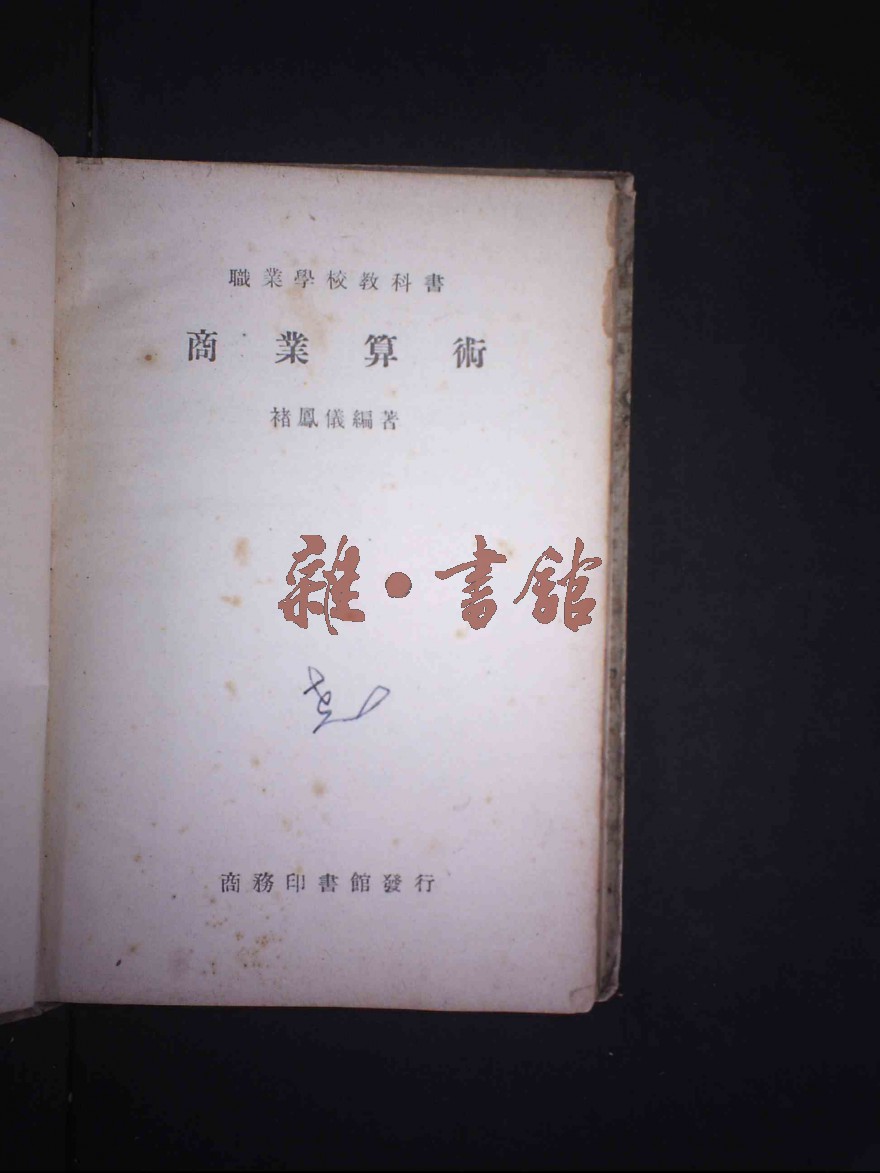 職業學校教科書
商業算術
褚鳳儀編著
雜·書館
商務印書館發行